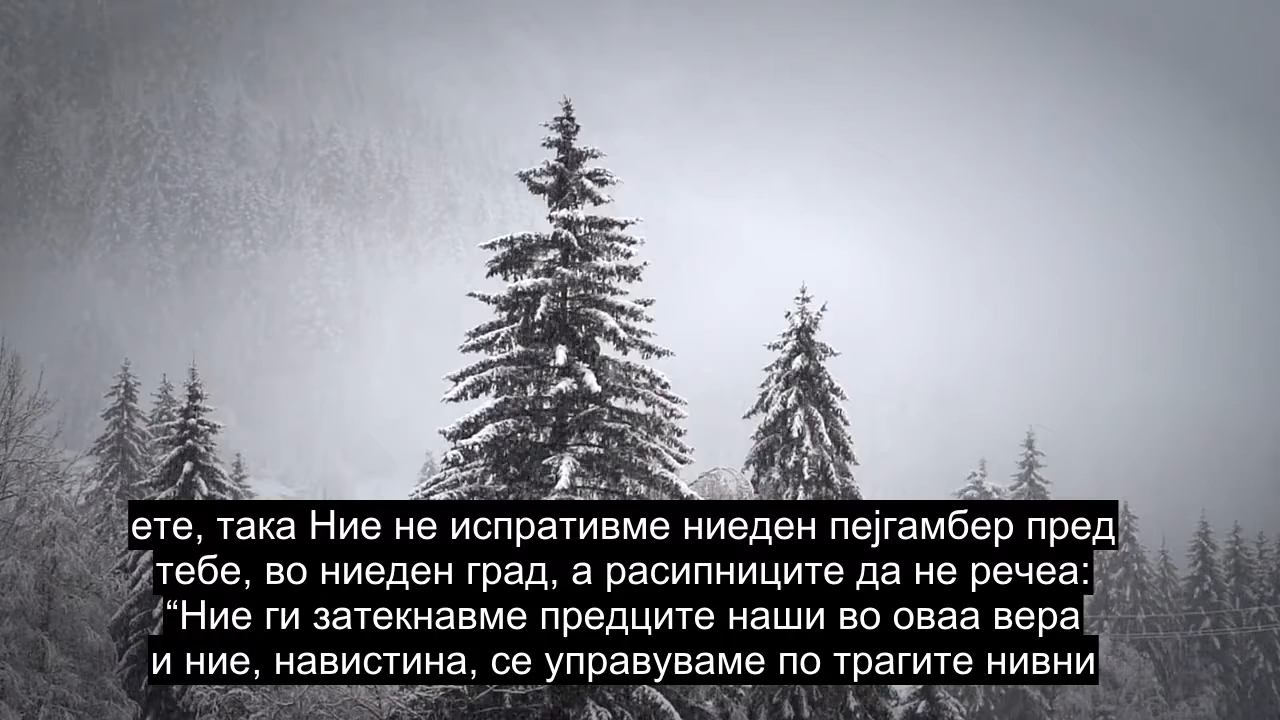 ете, така Ние не испративме ниеден пејгамбер пред
тебе, во ниеден град, а расипниците да не речеа:
“Ние ги затекнавме предците наши во оваа вера
и ние, навистина, се управуваме по трагите нивни